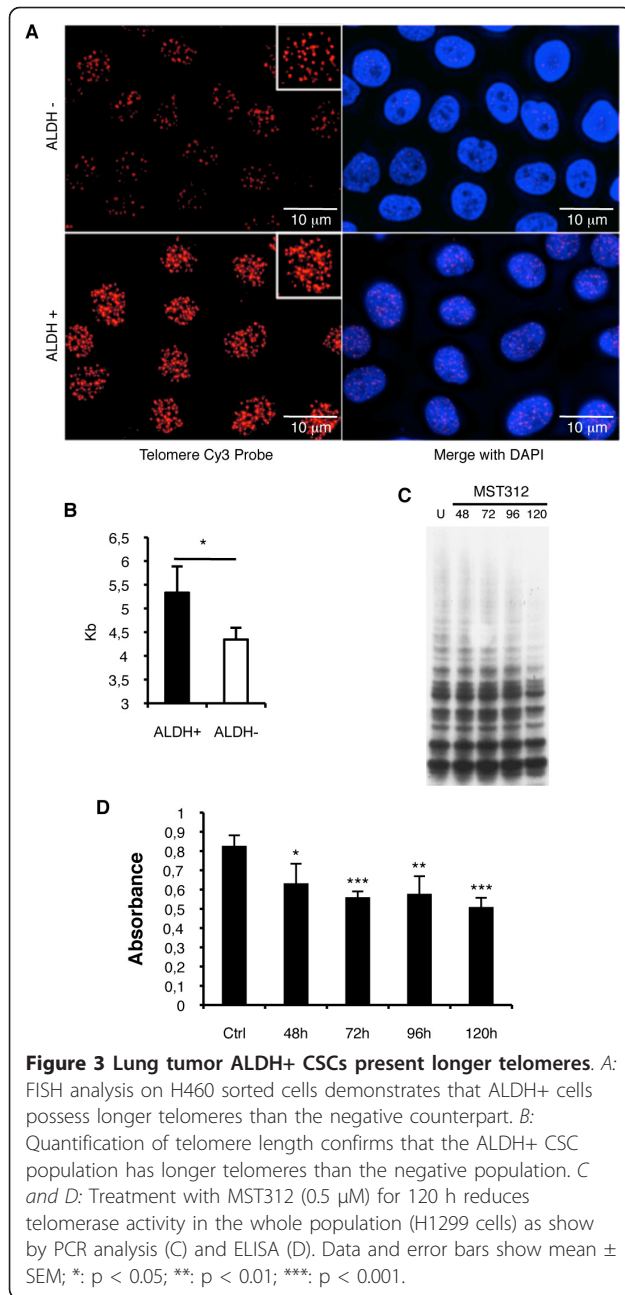 A
ALDH -
10 µm
10 µm
ALDH +
10 µm
10 µm
Telomere Cy3 Probe
Merge with DAPI
B
6,5
6
5,5
5
4,5
4
3,5
3
Kb
*
ALDH+ ALDH-
C
MST312
U 48 72 96 120
D
1
0,9
0,8
0,7
0,6
0,5
0,4
0,3
0,2
0,1
0
Absorbance
* *** ** ***
Ctrl 48h 72h 96h 120h
Figure 3 Lung tumor ALDH+ CSCs present longer telomeres. A:
FISH analysis on H460 sorted cells demonstrates that ALDH+ cells
possess longer telomeres than the negative counterpart. B:
Quantification of telomere length confirms that the ALDH+ CSC
population has longer telomeres than the negative population. C
and D: Treatment with MST312 (0.5 µM) for 120 h reduces
telomerase activity in the whole population (H1299 cells) as show
by PCR analysis (C) and ELISA (D). Data and error bars show mean ±
SEM; *: p < 0.05; **: p < 0.01; ***: p < 0.001.